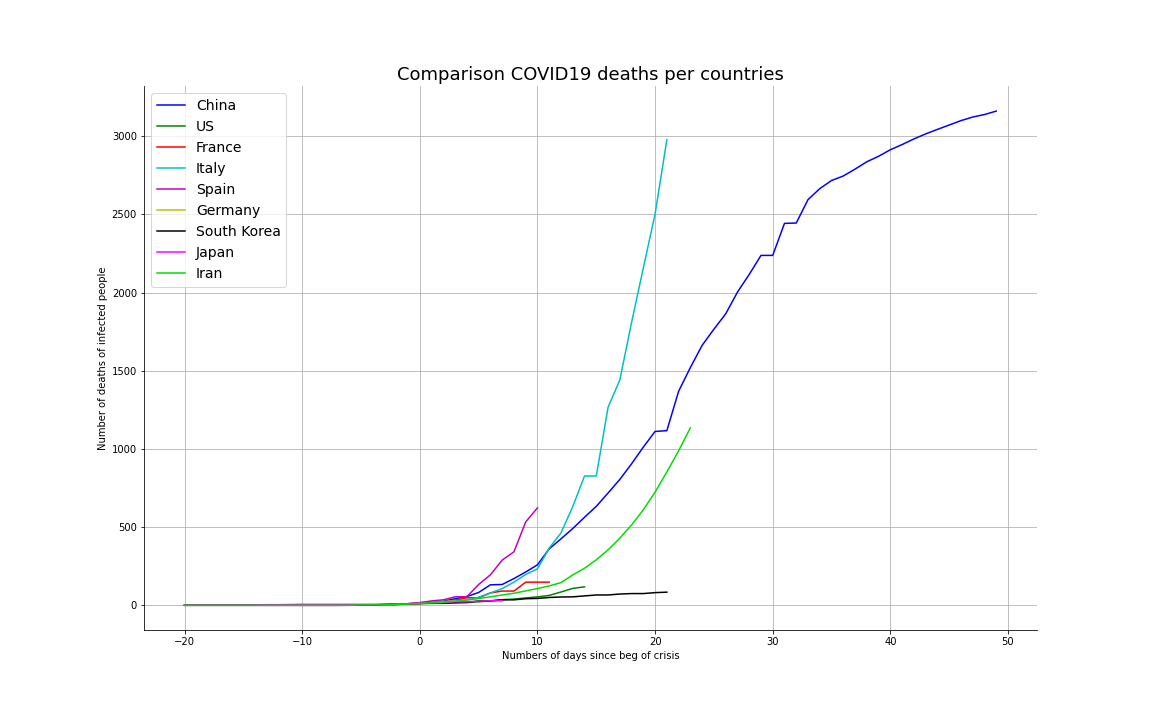 Comparison COVID19 deaths per countries
China
US
France
Italy
Spain
Germany
South Korea
Japan
Iran
Number of deaths of infected people
3000
2500
2000
1500
1000
500
0
−20 −10 0 10 20 30 40 50
Numbers of days since beg of crisis